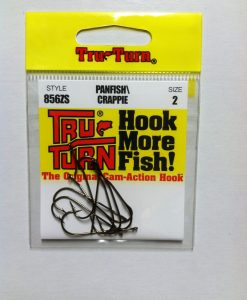 Tru-Turn®
STYLE PANFISH\ SIZE
856ZS CRAPPIE 2
TRU-TURN® Hook
More
Fish!
The Original Cam-Action Hook